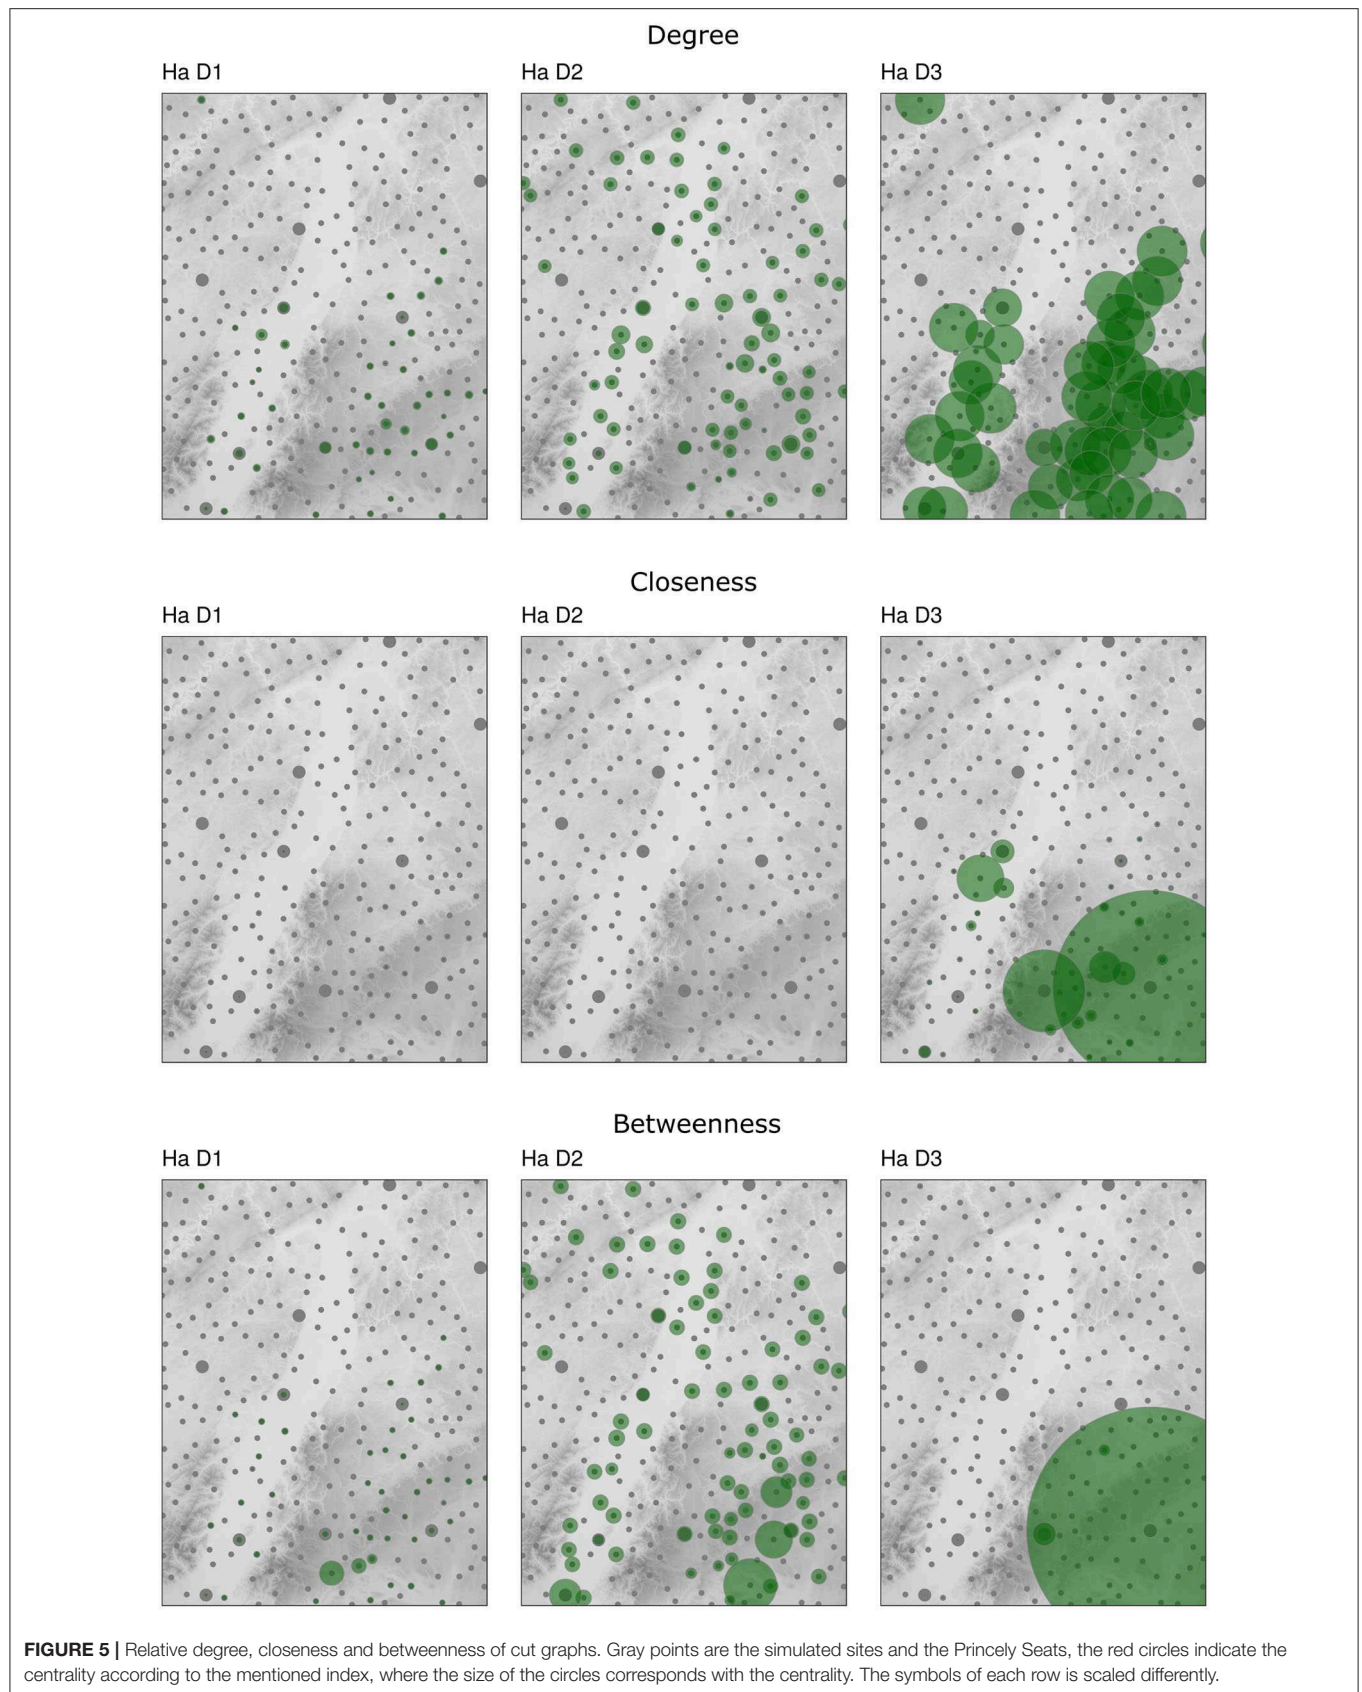 Degree
Ha D1
Ha D2
Ha D3
Closeness
Ha D1
Ha D2
Ha D3
Betweenness
Ha D1
Ha D2
Ha D3
FIGURE 5 | Relative degree, closeness and betweenness of cut graphs. Gray points are the simulated sites and the Princely Seats, the red circles indicate the
centrality according to the mentioned index, where the size of the circles corresponds with the centrality. The symbols of each row is scaled differently.